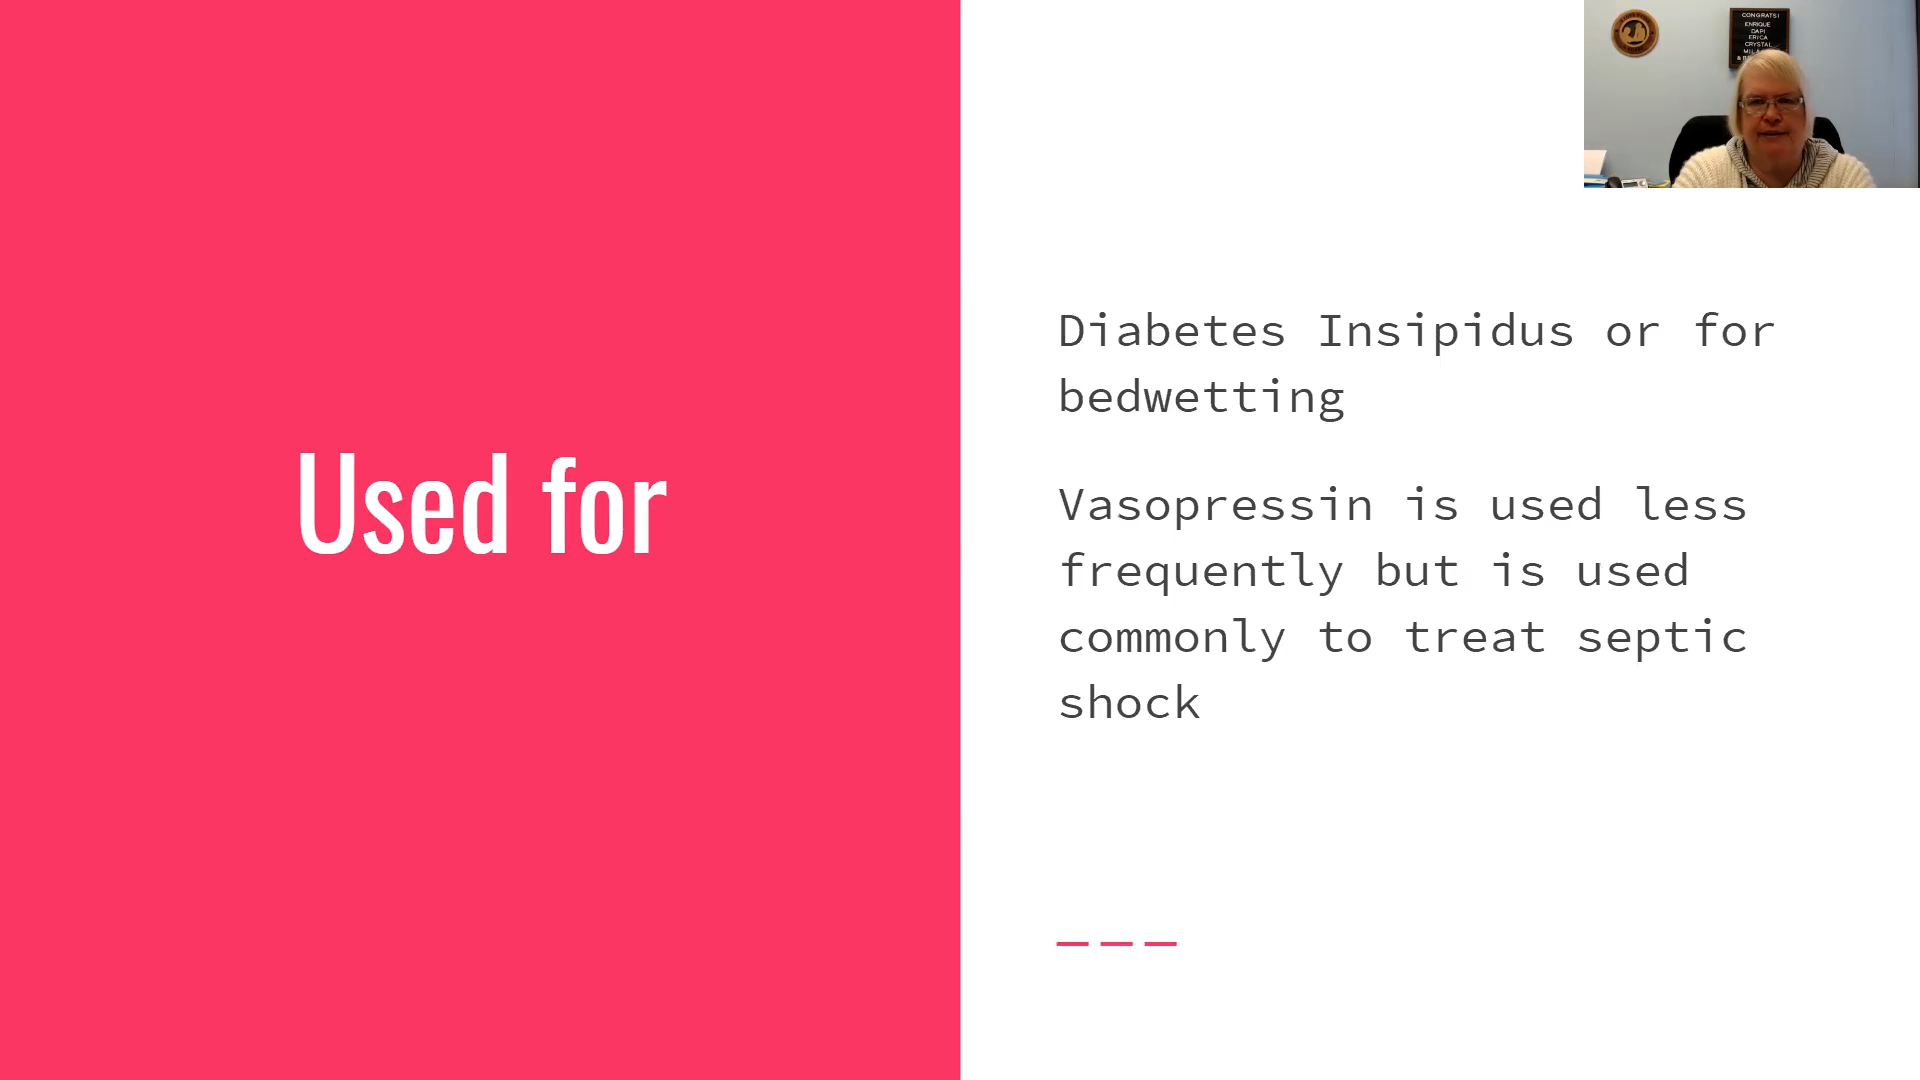 CONGRATS!
ENRIQUE
DAPI
ERICA
CRYSTAL
Used for
Diabetes Insipidus or for
bedwetting
Vasopressin is used less
frequently but is used
commonly to treat septic
shock